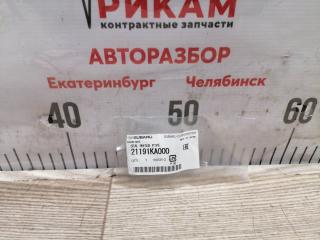 РИКАМ
контрактные запчасти
АВТОРАЗБОР
Екатеринбург Челябинск
40 50 60
SUBARU
21191KA000